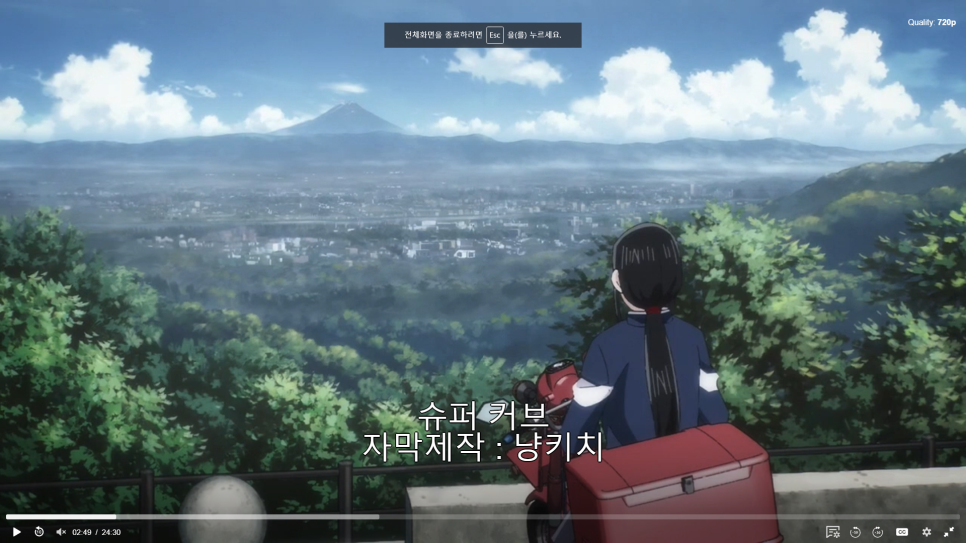 Quality: 720p
전체화면을 종료하려면 Esc 을(를) 누르세요.
슈퍼 커브
자막제작 : 냥키치
02:49 / 24:30
CC